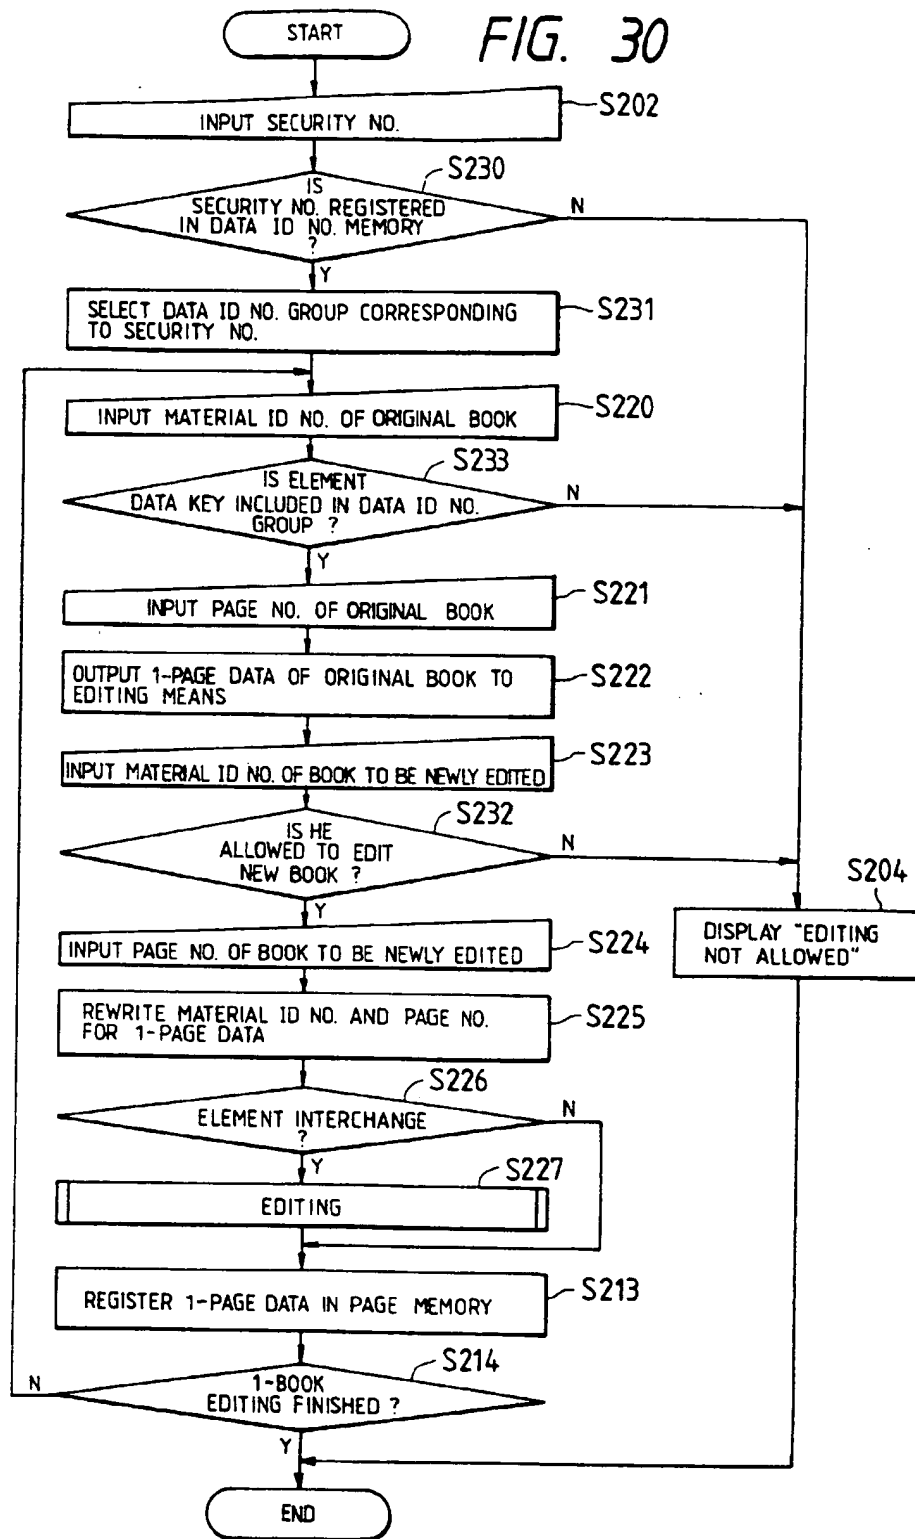 START
FIG. 30
INPUT SECURITY NO.
S202
IS
SECURITY NO. REGISTERED
IN DATA ID NO. MEMORY
?
S230
N
Y
SELECT DATA ID NO. GROUP CORRESPONDING
TO SECURITY NO.
S231
INPUT MATERIAL ID NO. OF ORIGINAL BOOK
S220
IS ELEMENT
DATA KEY INCLUDED IN DATA ID NO.
GROUP ?
S233
N
Y
INPUT PAGE NO. OF ORIGINAL BOOK
S221
OUTPUT 1-PAGE DATA OF ORIGINAL BOOK TO
EDITING MEANS
S222
INPUT MATERIAL ID NO. OF BOOK TO BE NEWLY EDITED
S223
IS HE
ALLOWED TO EDIT
NEW BOOK ?
S232
N
Y
S204
DISPLAY "EDITING
NOT ALLOWED"
INPUT PAGE NO. OF BOOK TO BE NEWLY EDITED
S224
REWRITE MATERIAL ID NO. AND PAGE NO.
FOR 1-PAGE DATA
S225
ELEMENT INTERCHANGE
?
S226
N
Y
EDITING
S227
REGISTER 1-PAGE DATA IN PAGE MEMORY
S213
1-BOOK
EDITING FINISHED ?
S214
N
Y
END